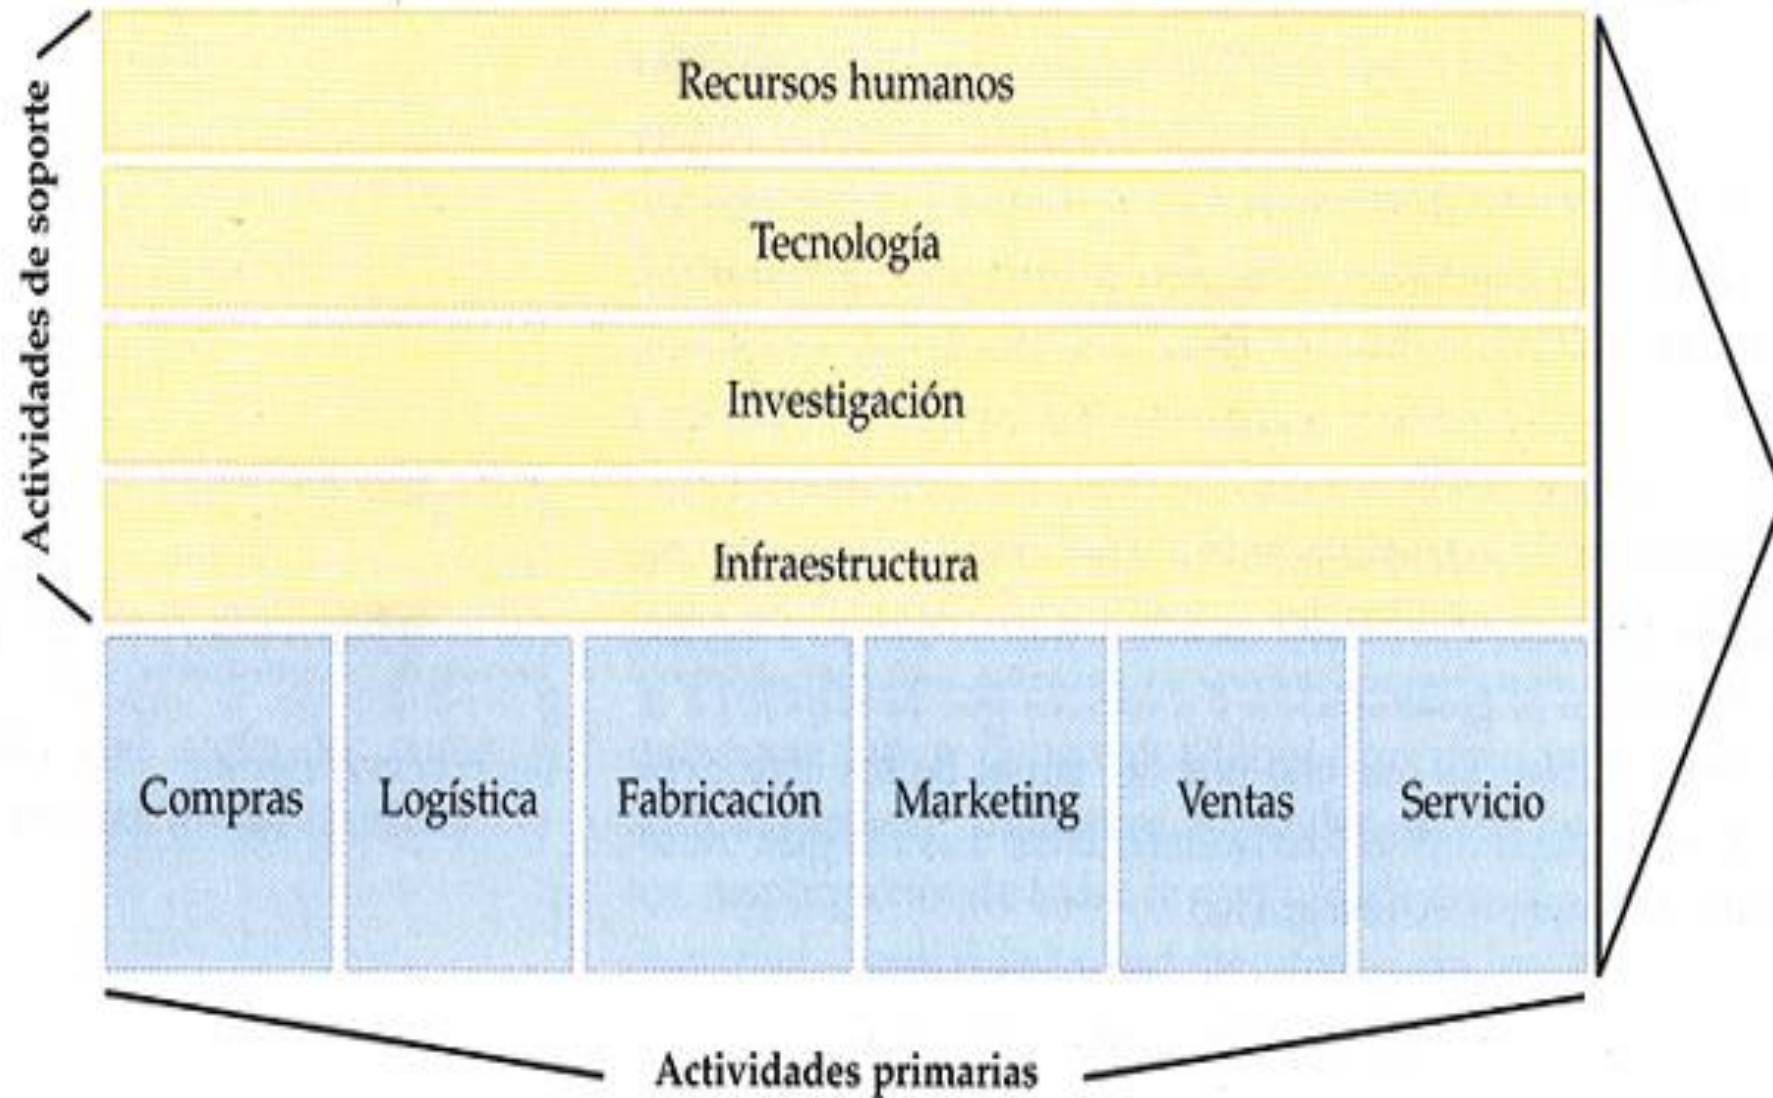 Actividades de soporte
Recursos humanos
Tecnología
Investigación
Infraestructura
Compras
Logística
Fabricación
Marketing
Ventas
Servicio
Actividades primarias